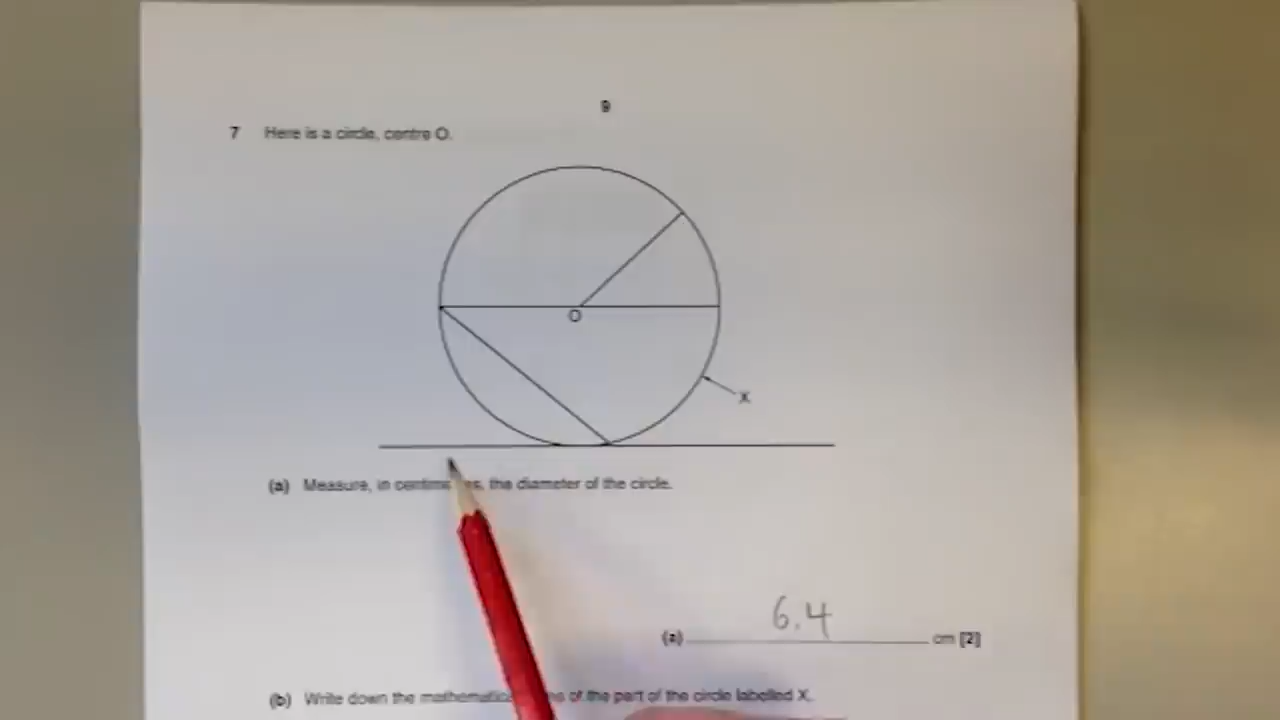 9
7 Here is a circle, centre O.
O
X
(a) Measure, in the diameter of the circle.
6.4
(a) cm [2]
(b) Write down the of the part of the circle labelled X.